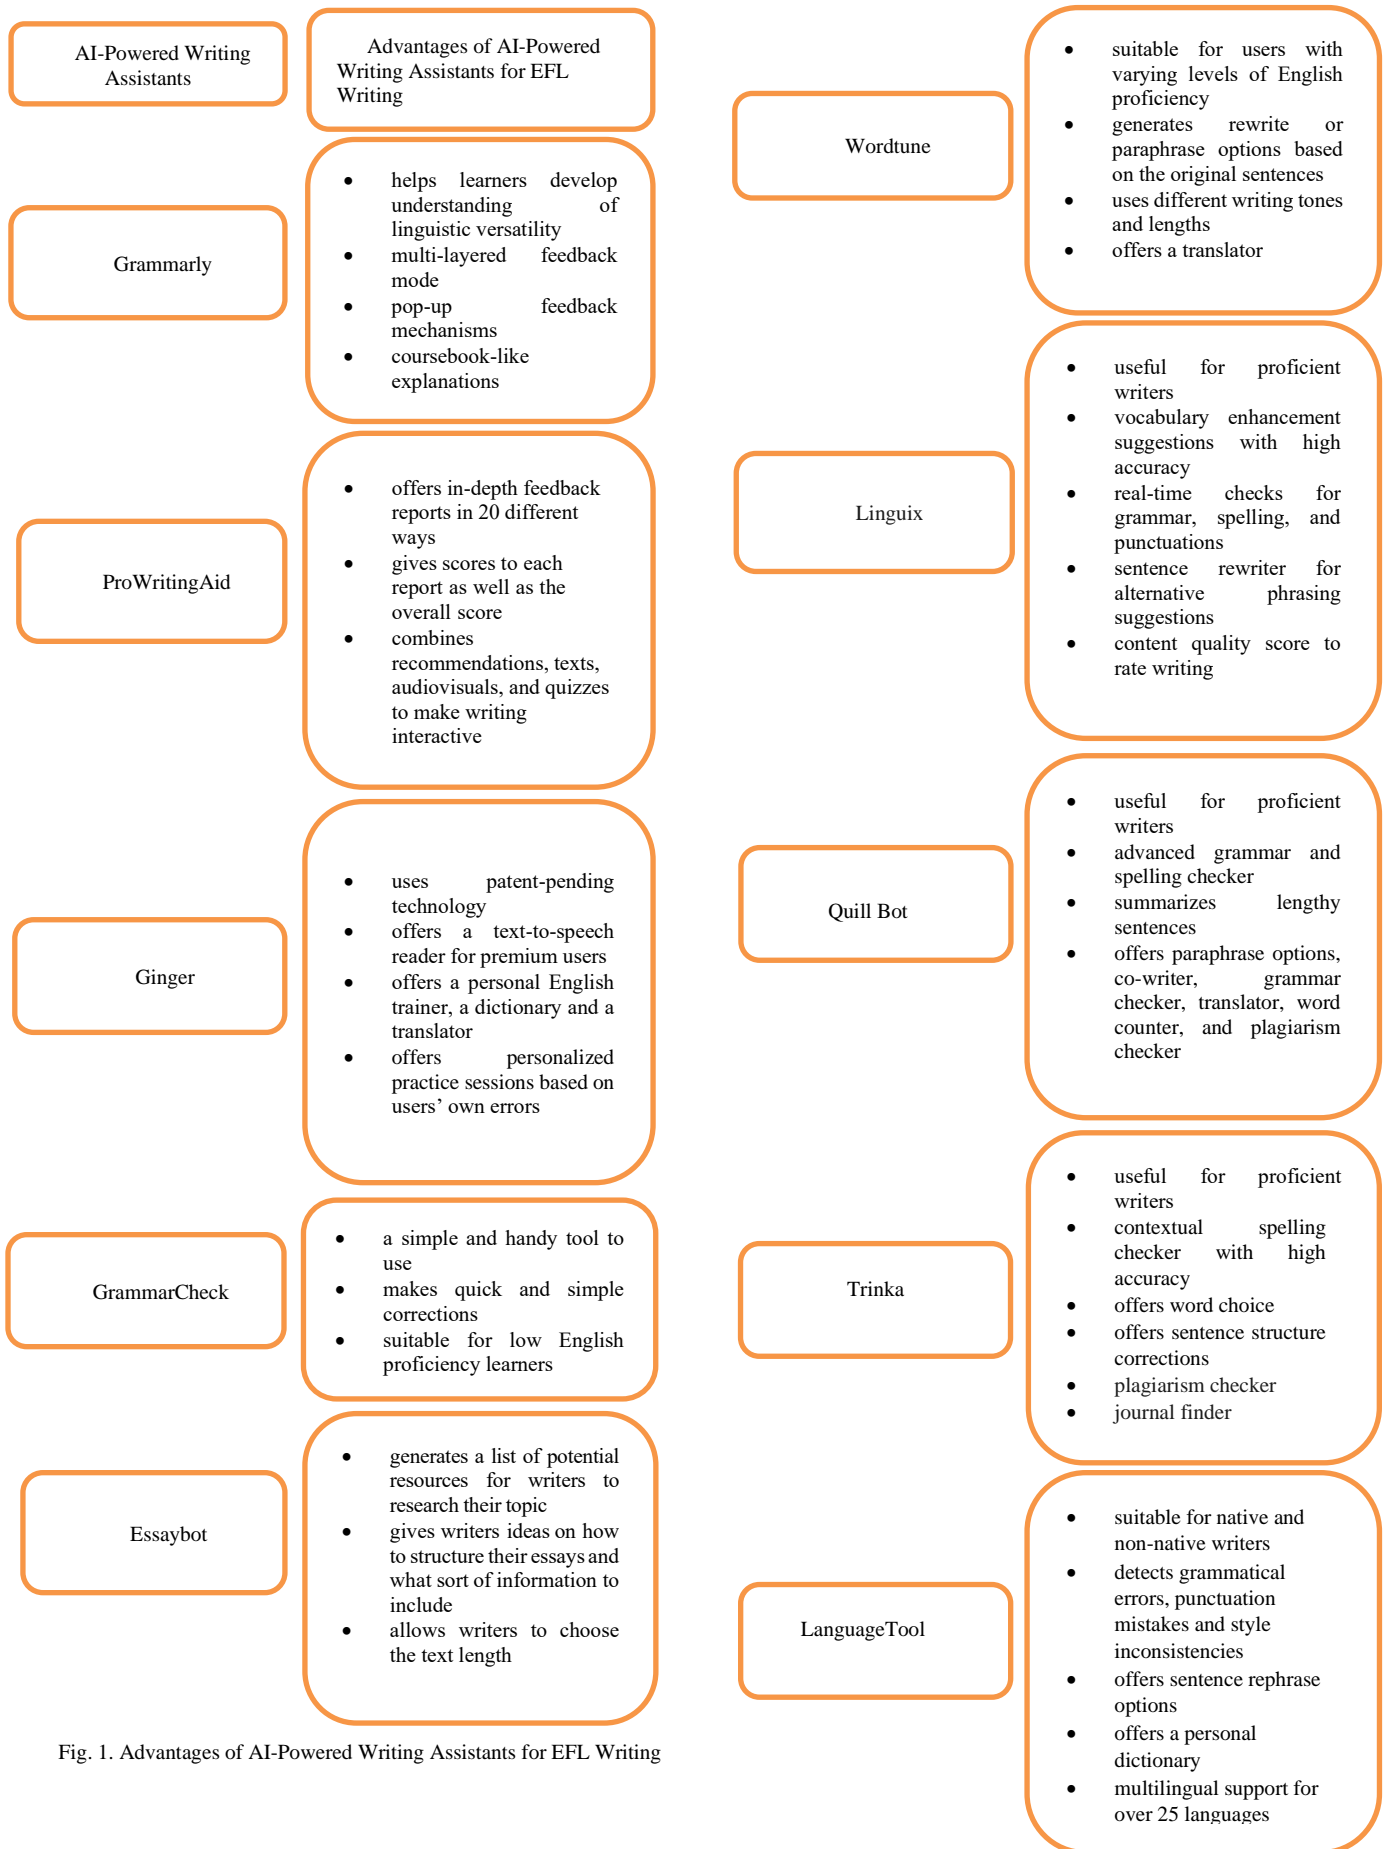 AI-Powered Writing
Assistants
Advantages of AI-Powered
Writing Assistants for EFL
Writing
Grammarly
• helps learners develop
understanding of
linguistic versatility
• multi-layered feedback
mode
• pop-up feedback
mechanisms
• coursebook-like
explanations
ProWritingAid
• offers in-depth feedback
reports in 20 different
ways
• gives scores to each
report as well as the
overall score
• combines
recommendations, texts,
audiovisuals, and quizzes
to make writing
interactive
Ginger
• uses patent-pending
technology
• offers a text-to-speech
reader for premium users
• offers a personal English
trainer, a dictionary and a
translator
• offers personalized
practice sessions based on
users’ own errors
GrammarCheck
• a simple and handy tool to
use
• makes quick and simple
corrections
• suitable for low English
proficiency learners
Essaybot
• generates a list of potential
resources for writers to
research their topic
• gives writers ideas on how
to structure their essays and
what sort of information to
include
• allows writers to choose
the text length
Fig. 1. Advantages of AI-Powered Writing Assistants for EFL Writing
Wordtune
• suitable for users with
varying levels of English
proficiency
• generates rewrite or
paraphrase options based
on the original sentences
• uses different writing tones
and lengths
• offers a translator
Linguix
• useful for proficient
writers
• vocabulary enhancement
suggestions with high
accuracy
• real-time checks for
grammar, spelling, and
punctuations
• sentence rewriter for
alternative phrasing
suggestions
• content quality score to
rate writing
Quill Bot
• useful for proficient
writers
• advanced grammar and
spelling checker
• summarizes lengthy
sentences
• offers paraphrase options,
co-writer, grammar
checker, translator, word
counter, and plagiarism
checker
Trinka
• useful for proficient
writers
• contextual spelling
checker with high
accuracy
• offers word choice
• offers sentence structure
corrections
• plagiarism checker
• journal finder
LanguageTool
• suitable for native and
non-native writers
• detects grammatical
errors, punctuation
mistakes and style
inconsistencies
• offers sentence rephrase
options
• offers a personal
dictionary
• multilingual support for
over 25 languages